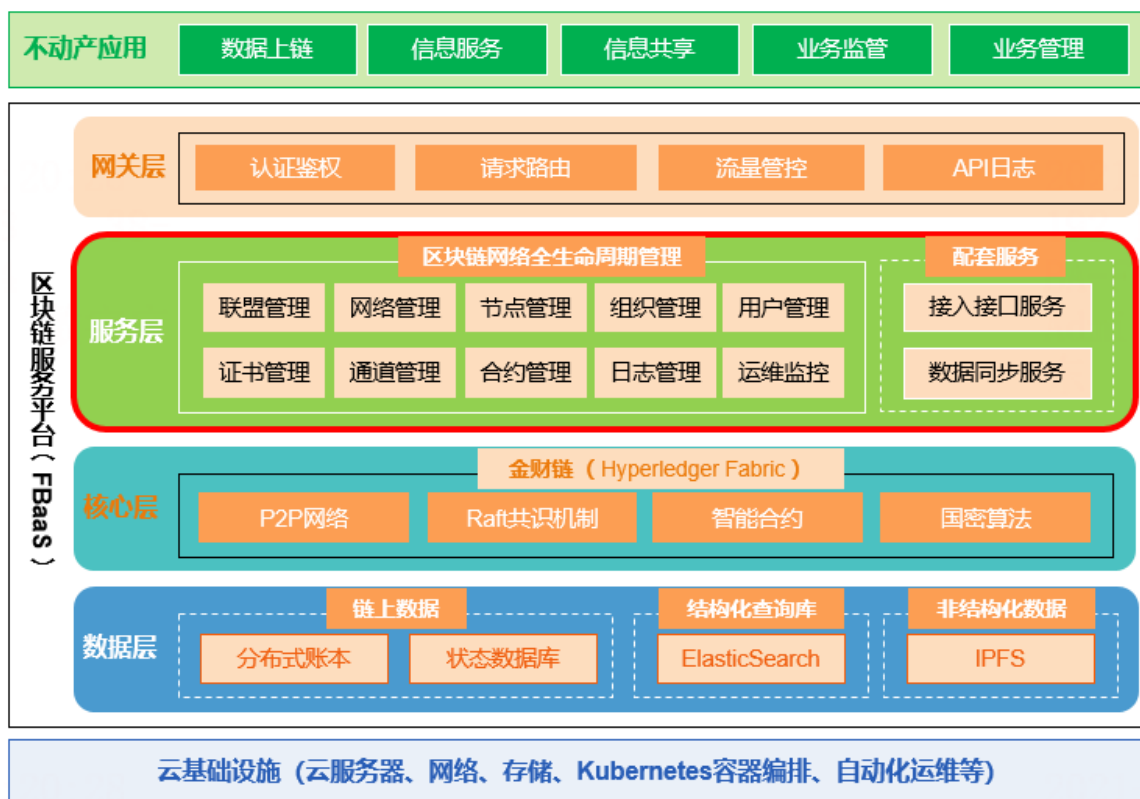 不动产应用
数据上链
信息服务
信息共享
业务监管
业务管理
区块链服务平台（FBaaS）
网关层
认证鉴权
请求路由
流量管控
API日志
服务层
区块链网络全生命周期管理
联盟管理
网络管理
节点管理
组织管理
用户管理
证书管理
通道管理
合约管理
日志管理
运维监控
配套服务
接入接口服务
数据同步服务
核心层
金财链（Hyperledger Fabric）
P2P网络
Raft共识机制
智能合约
国密算法
数据层
链上数据
分布式账本
状态数据库
结构化查询库
ElasticSearch
非结构化数据
IPFS
云基础设施（云服务器、网络、存储、Kubernetes容器编排、自动化运维等)